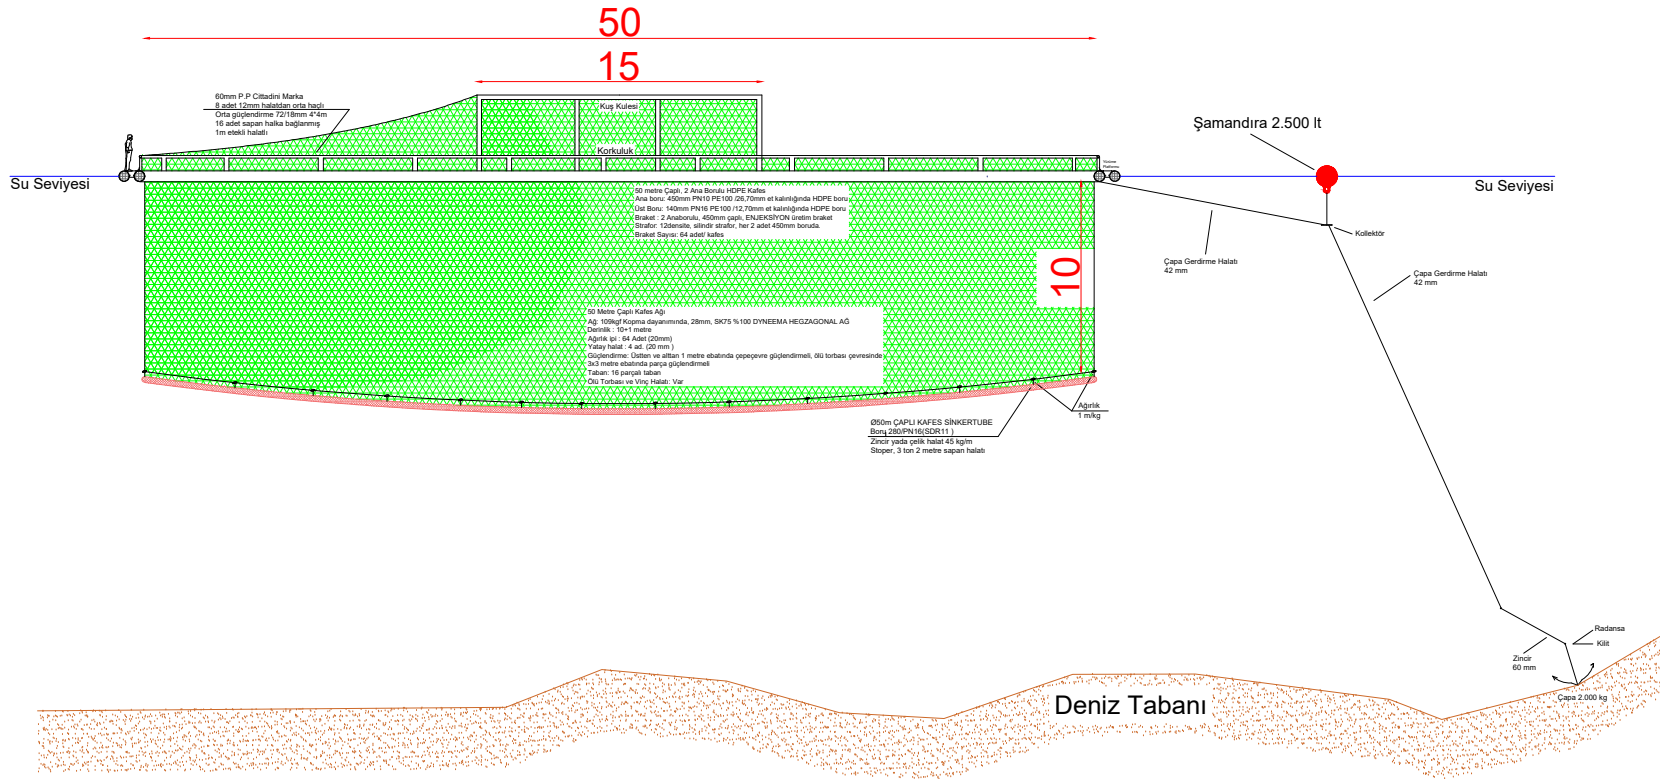 50
15
60mm P.P Cittadini Marka
8 adet 12mm halatdan orta haçlı
Orta güçlendirme 72/18mm 4*4m
16 adet sapan halka bağlanmış
1m etekli halatlı
Kuş Kulesi
Korkuluk
Şamandıra 2.500 lt
Su Seviyesi
Su Seviyesi
50 metre Çaplı, 2 Ana Borulu HDPE Kafes
Ana boru: 450mm PN10 PE100 /26,70mm et kalınlığında HDPE boru
Üst Boru: 140mm PN16 PE100 /12,70mm et kalınlığında HDPE boru
Braket : 2 Anaborulu, 450mm çaplı, ENJEKSİYON üretim braket
Strafor: 12densite, silindir strafor, her 2 adet 450mm boruda.
Braket Sayısı: 64 adet/ kafes
Kollektör
Çapa Gerdirme Halatı
42 mm
Çapa Gerdirme Halatı
42 mm
10
50 Metre Çaplı Kafes Ağı
Ağ: 109kgf Kopma dayanımında, 28mm, SK75 %100 DYNEEMA HEGZAGONAL AĞ
Derinlik : 10+1 metre
Ağırlık ipi : 64 Adet (20mm)
Yatay halat : 4 ad. (20 mm )
Güçlendirme: Üstten ve alttan 1 metre ebatında çepeçevre güçlendirmeli, ölü torbası çevresinde
3x3 metre ebatında parça güçlendirmeli
Taban: 16 parçalı taban
Ölü Torbası ve Vinç Halatı: Var
Ağırlık
1 m/kg
Ø50m ÇAPLI KAFES SİNKERTUBE
Boru 280/PN16(SDR11 )
Zincir yada çelik halat 45 kg/m
Stoper, 3 ton 2 metre sapan halatı
Radansa
Kilit
Zincir
60 mm
Çapa 2.000 kg
Deniz Tabanı